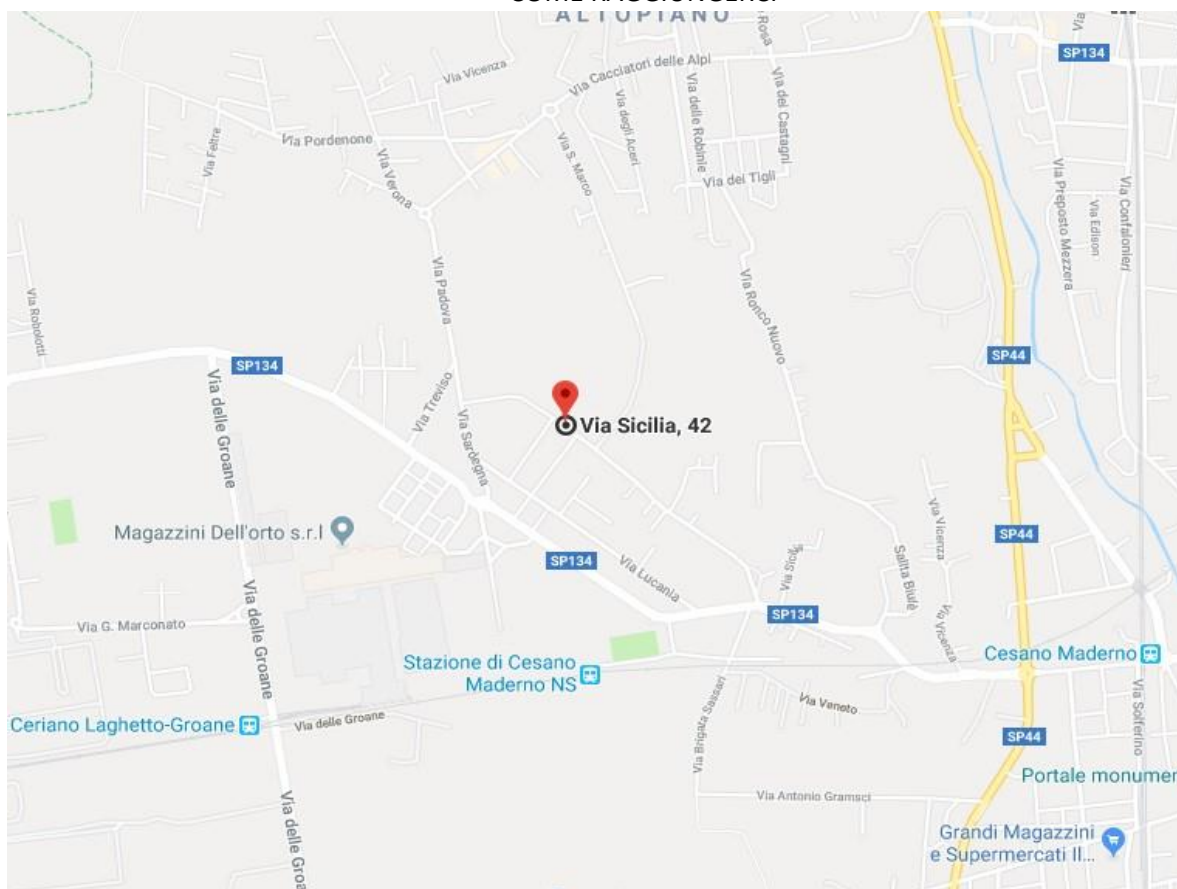 COME RAGGIUNGERCI
ALTOPIANO
Rosa
SP134
Via Vicenza
Via Cacciatori delle Alpi
Via degli Aceri
Via delle Robinie
Via dei Castagni
Via Feltre
Via Pordenone
Via Verona
Via S. Marco
Via dei Tigli
Via Preposto Mezzera
Via Edison
Via Confalonieri
Via Robolotti
Via Padova
Via Ronco Nuovo
SP134
SP44
Via delle Groane
Via Treviso
Via Sardegna
Via Sicilia, 42
Magazzini Dell'orto s.r.l
SP134
Via Lucania
Via Sicilia
SP44
Via Vicenza
Salita Biulè
Via Vicenza
SP134
Via G. Marconato
Via delle Groane
Stazione di Cesano
Maderno NS
Cesano Maderno
Via Brigata Sassari
Via Veneto
Via Solferino
Ceriano Laghetto-Groane
Via delle Groane
SP44
Portale monumen
Via Antonio Gramsci
Via delle Groa
Grandi Magazzini
e Supermercati Il...